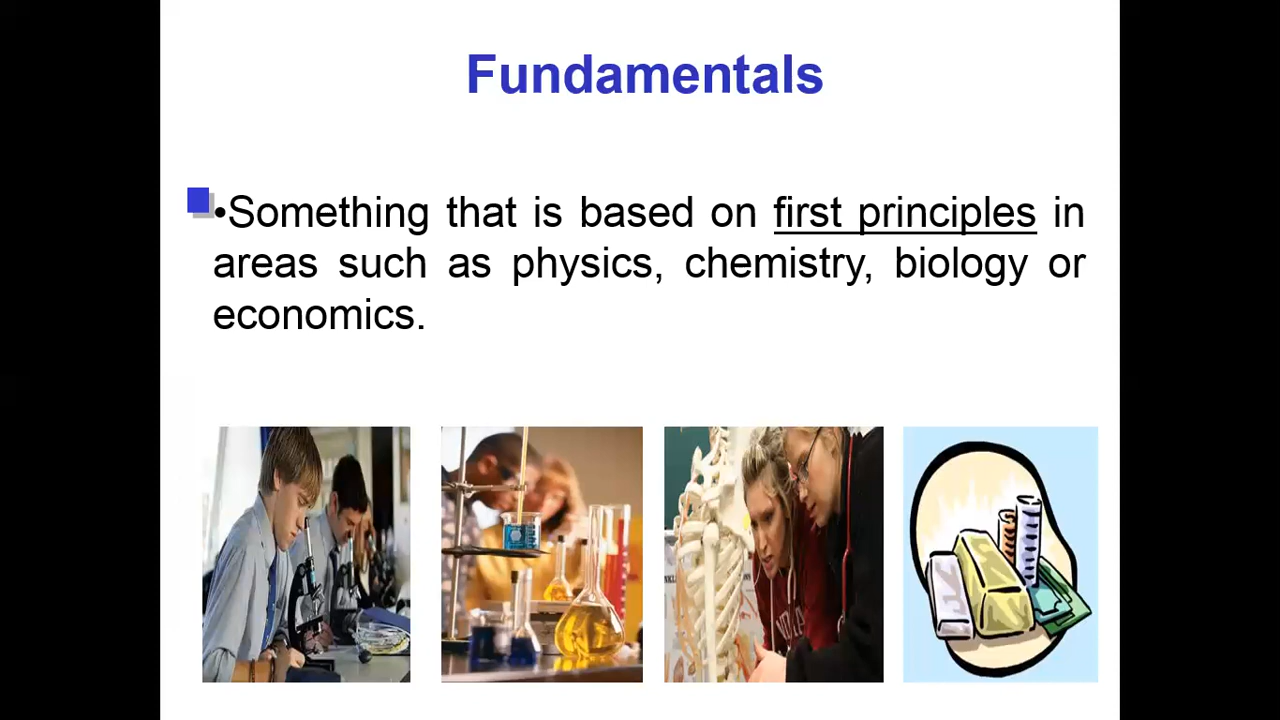 Fundamentals
•Something that is based on first principles in
areas such as physics, chemistry, biology or
economics.